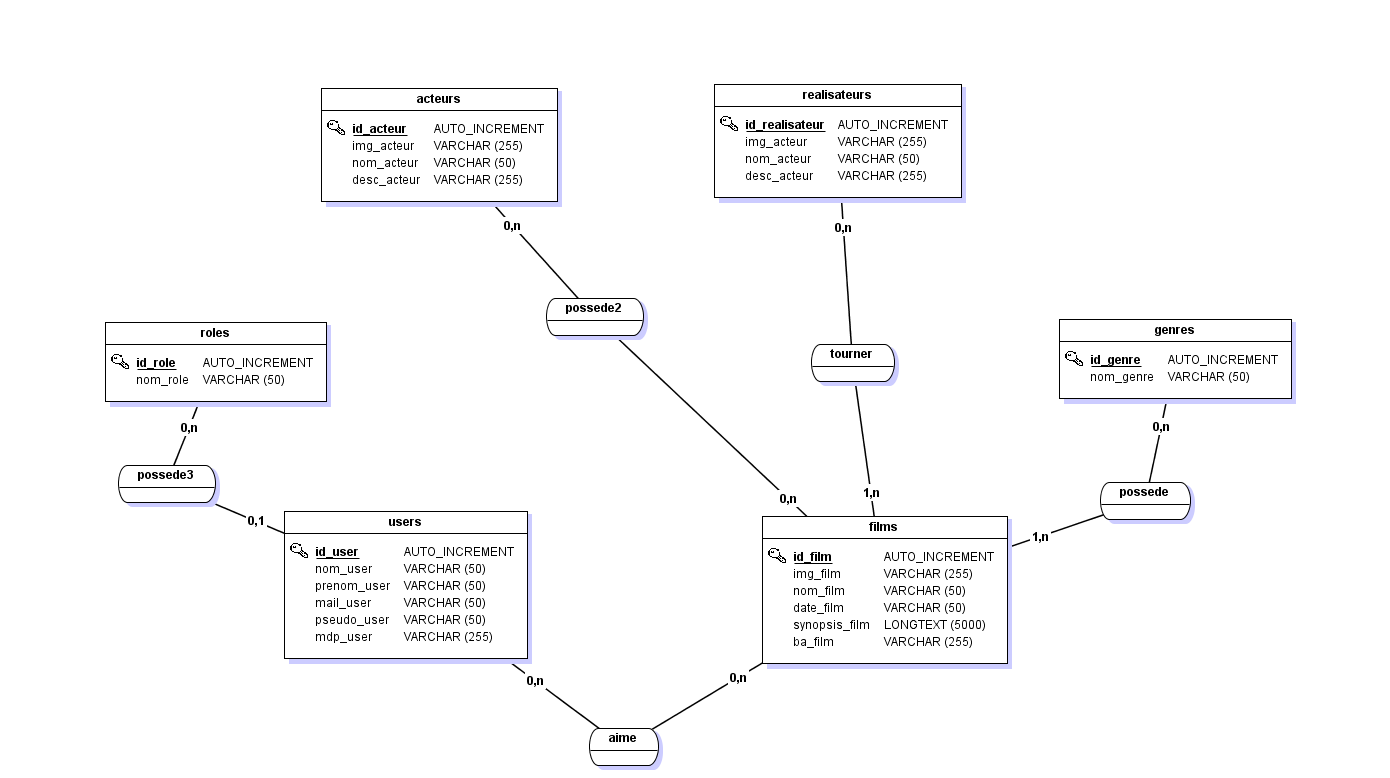 acteurs
id_acteur AUTO_INCREMENT
img_acteur VARCHAR (255)
nom_acteur VARCHAR (50)
desc_acteur VARCHAR (255)
realisateurs
id_realisateur AUTO_INCREMENT
img_acteur VARCHAR (255)
nom_acteur VARCHAR (50)
desc_acteur VARCHAR (255)
0,n
0,n
possede2
tourner
roles
id_role AUTO_INCREMENT
nom_role VARCHAR (50)
genres
id_genre AUTO_INCREMENT
nom_genre VARCHAR (50)
0,n
0,n
possede3
possede
0,1
0,n
1,n
1,n
users
id_user AUTO_INCREMENT
nom_user VARCHAR (50)
prenom_user VARCHAR (50)
mail_user VARCHAR (50)
pseudo_user VARCHAR (50)
mdp_user VARCHAR (255)
films
id_film AUTO_INCREMENT
img_film VARCHAR (255)
nom_film VARCHAR (50)
date_film VARCHAR (50)
synopsis_film LONGTEXT (5000)
ba_film VARCHAR (255)
0,n
0,n
aime